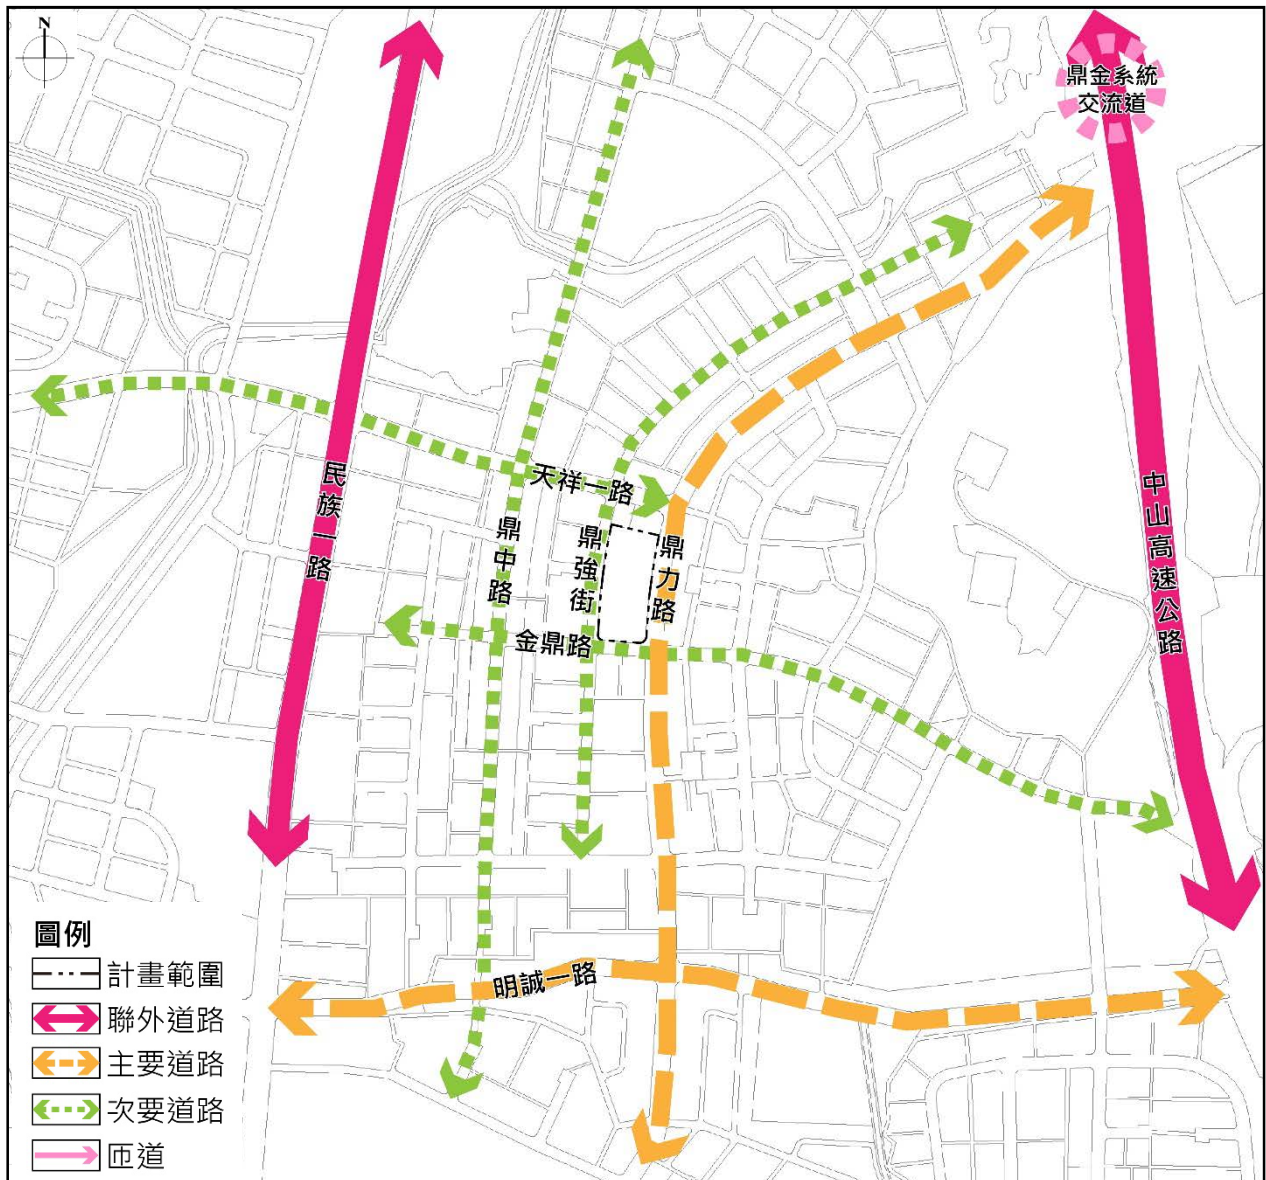 N
鼎金系統
交流道
天祥一路
民族一路
鼎中路
鼎強街
鼎力路
中山高速公路
金鼎路
明誠一路
圖例
計畫範圍
聯外道路
主要道路
次要道路
匝道